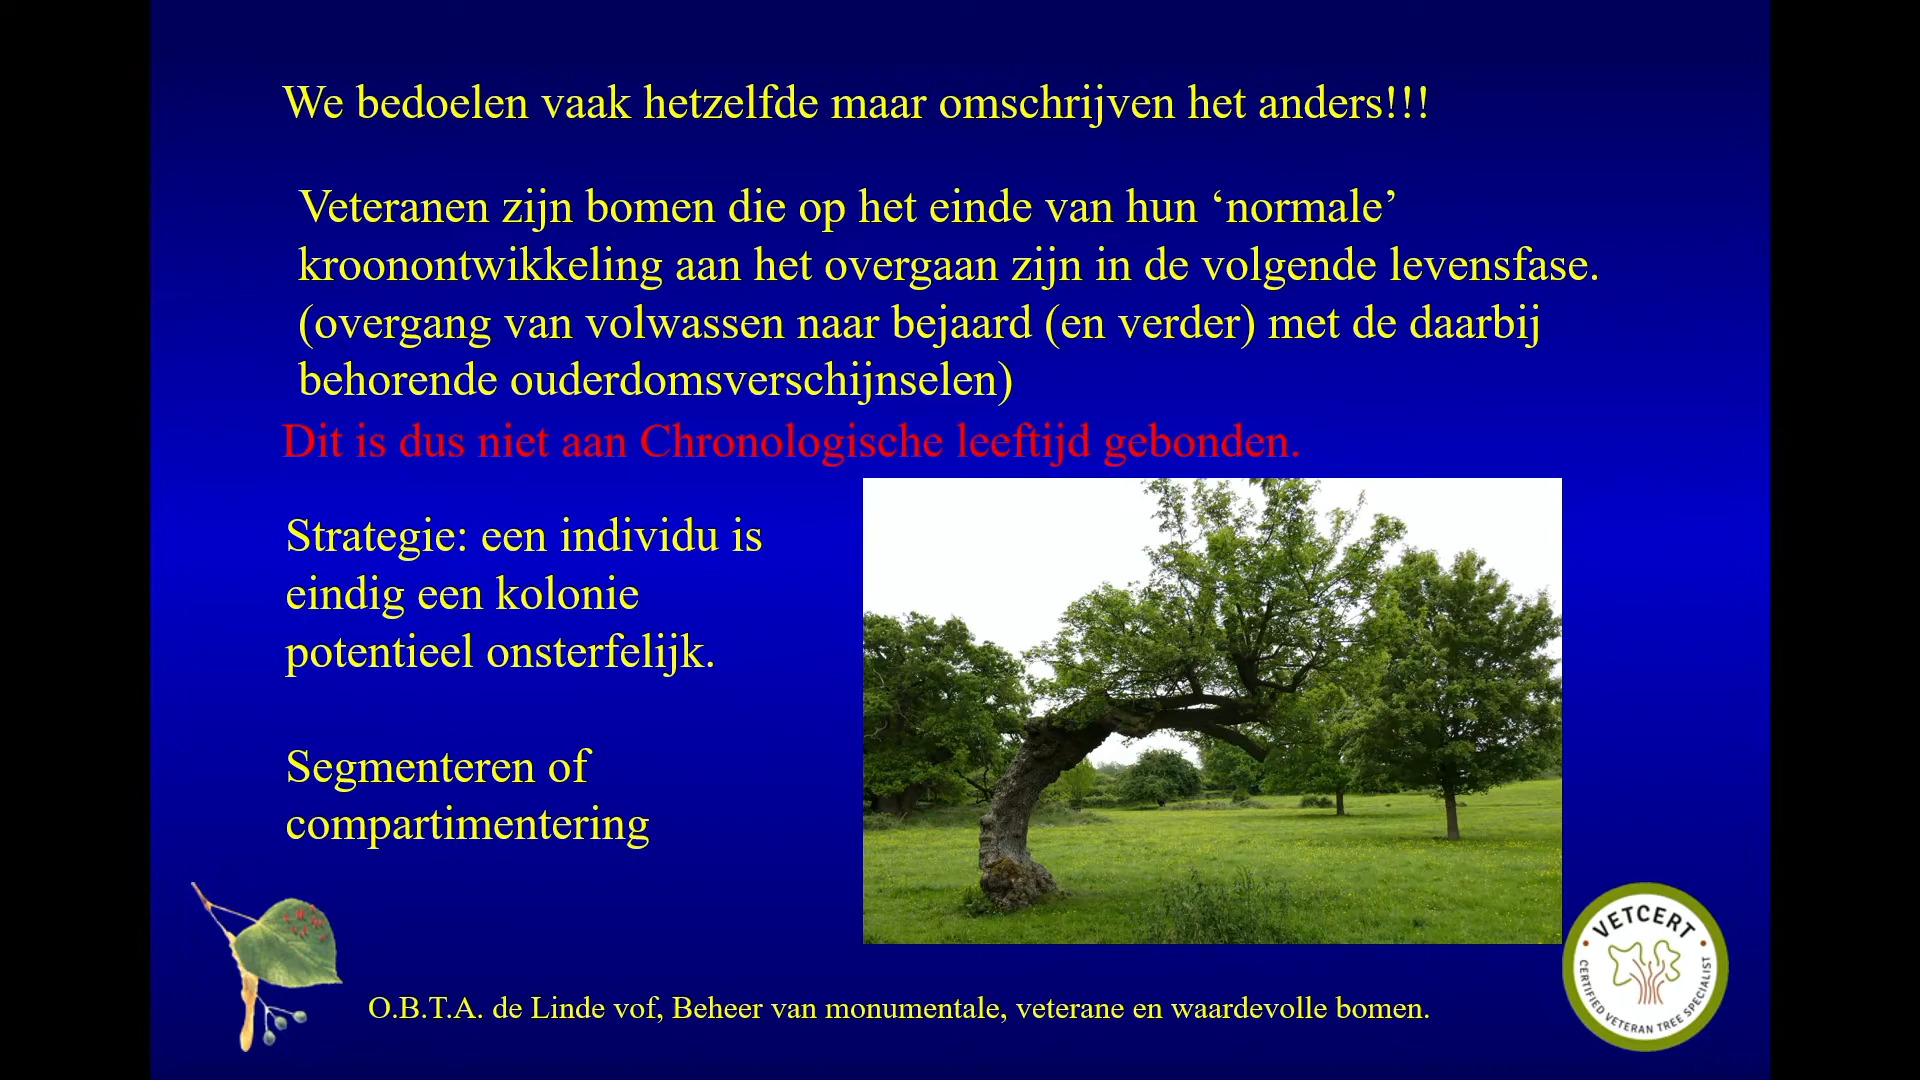 We bedoelen vaak hetzelfde maar omschrijven het anders!!!
Veteranen zijn bomen die op het einde van hun ‘normale’
kroonontwikkeling aan het overgaan zijn in de volgende levensfase.
(overgang van volwassen naar bejaard (en verder) met de daarbij
behorende ouderdomsverschijnselen)
Dit is dus niet aan Chronologische leeftijd gebonden.
Strategie: een individu is
eindig een kolonie
potentieel onsterfelijk.
Segmenteren of
compartimentering
VETCERT
CERTIFIED VETERAN TREE SPECIALIST
O.B.T.A. de Linde vof, Beheer van monumentale, veterane en waardevolle bomen.